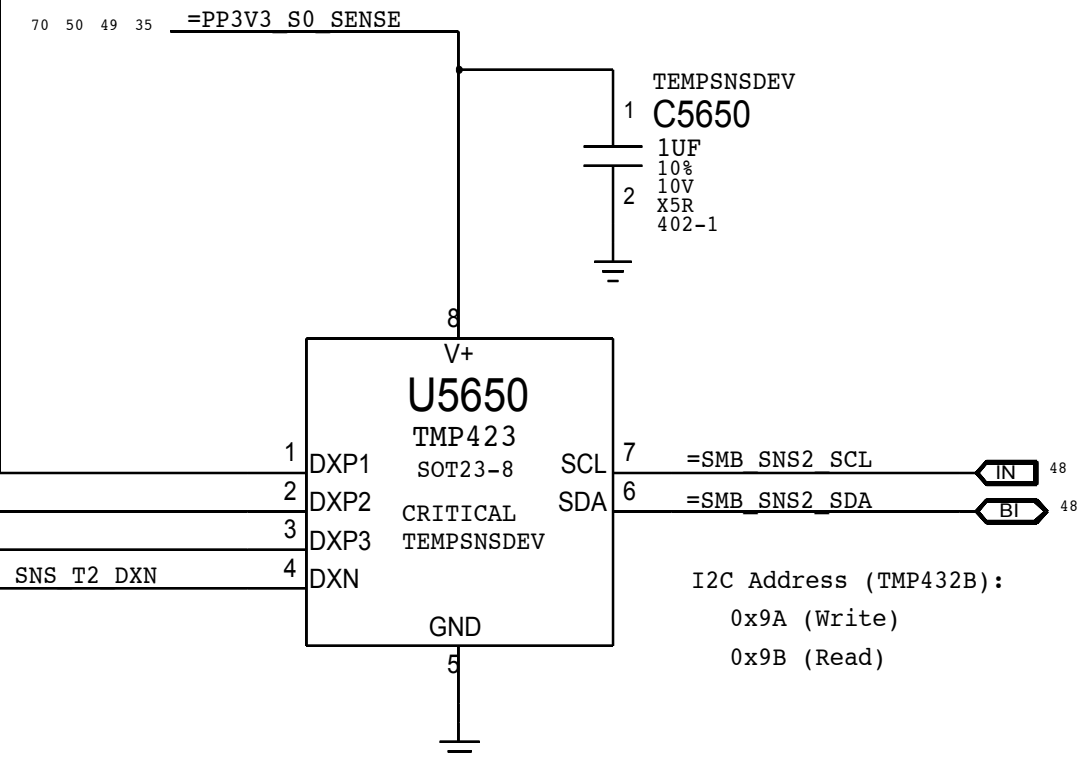 70 50 49 35 =PP3V3_S0_SENSE
TEMPSNSDEV
1
C5650
1UF
10%
10V
2
X5R
402-1
8
V+
U5650
TMP423
SOT23-8
CRITICAL
TEMPSNSDEV
1 DXP1
2 DXP2
3 DXP3
SNS_T2_DXN 4 DXN
SCL 7 =SMB_SNS2_SCL IN 48
SDA 6 =SMB_SNS2_SDA BI 48
GND
5
I2C Address (TMP432B):
0x9A (Write)
0x9B (Read)